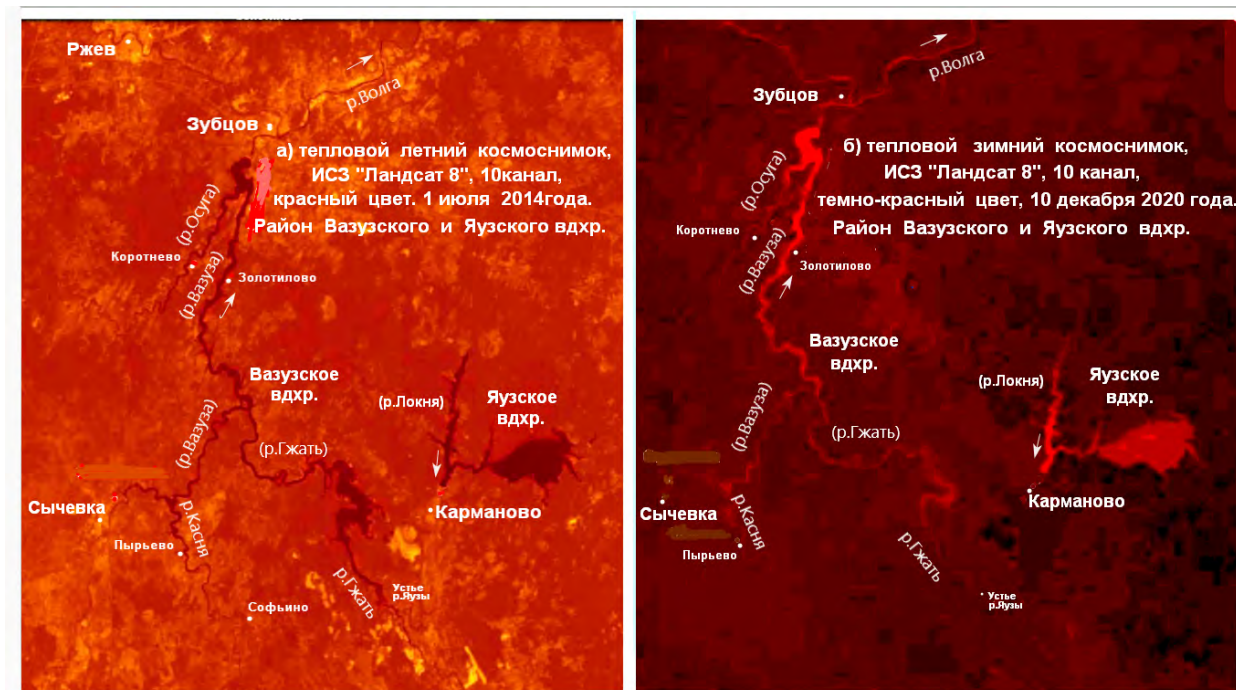 Ржев
р.Волга
Зубцов
а) тепловой летний космоснимок,
ИСЗ "Ландсат 8", 10канал,
красный цвет. 1 июля 2014года.
Район Вазузского и Яузского вдхр.
(р.Осуга)
Коротнево
(р.Вазуза)
Золотилово
Вазузское
вдхр.
(р.Локня)
Яузское
вдхр.
(р.Вазуза)
(р.Гжать)
Сычевка
Карманово
р.Касня
Пырьево
р.Гжать
Устье
р.Яузы
Софьино
р.Волга
Зубцов
б) тепловой зимний космоснимок,
ИСЗ "Ландсат 8", 10 канал,
темно-красный цвет, 10 декабря 2020 года.
Район Вазузского и Яузского вдхр.
(р.Осуга)
Коротнево
(р.Вазуза)
Золотилово
Вазузское
вдхр.
(р.Локня)
Яузское
вдхр.
(р.Вазуза)
(р.Гжать)
Сычевка
Карманово
р.Касня
Пырьево
р.Гжать
Устье
р.Яузы